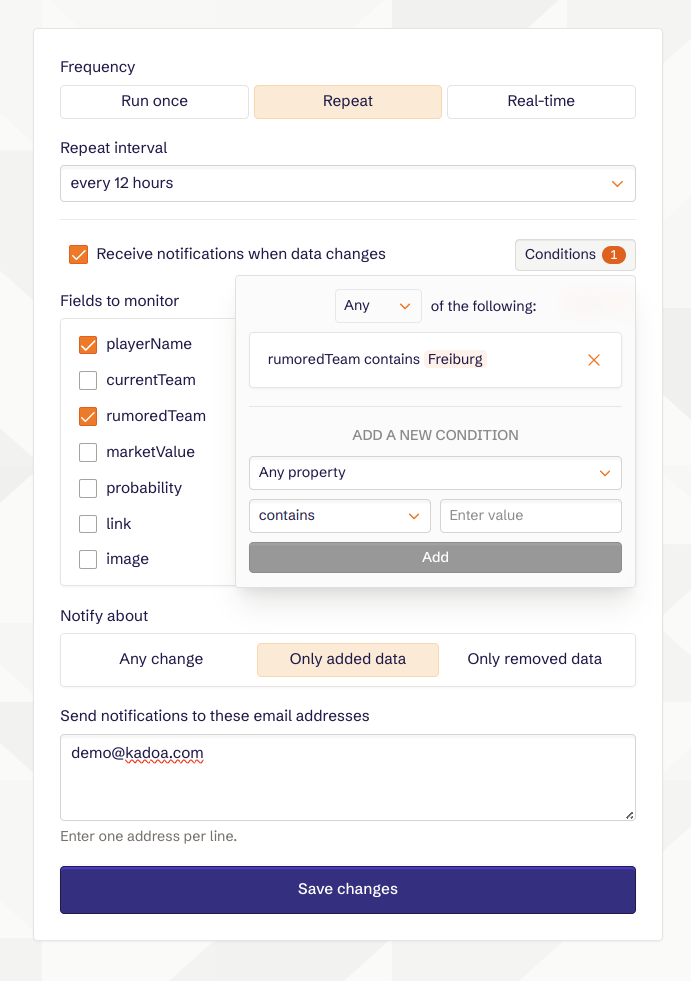 Frequency
Run once Repeat Real-time
Repeat interval
every 12 hours
Receive notifications when data changes Conditions 1
Fields to monitor
playerName
currentTeam
rumoredTeam
marketValue
probability
link
image
Any of the following:
rumoredTeam contains Freiburg
ADD A NEW CONDITION
Any property
contains Enter value
Add
Notify about
Any change Only added data Only removed data
Send notifications to these email addresses
demo@kadoa.com
Enter one address per line.
Save changes